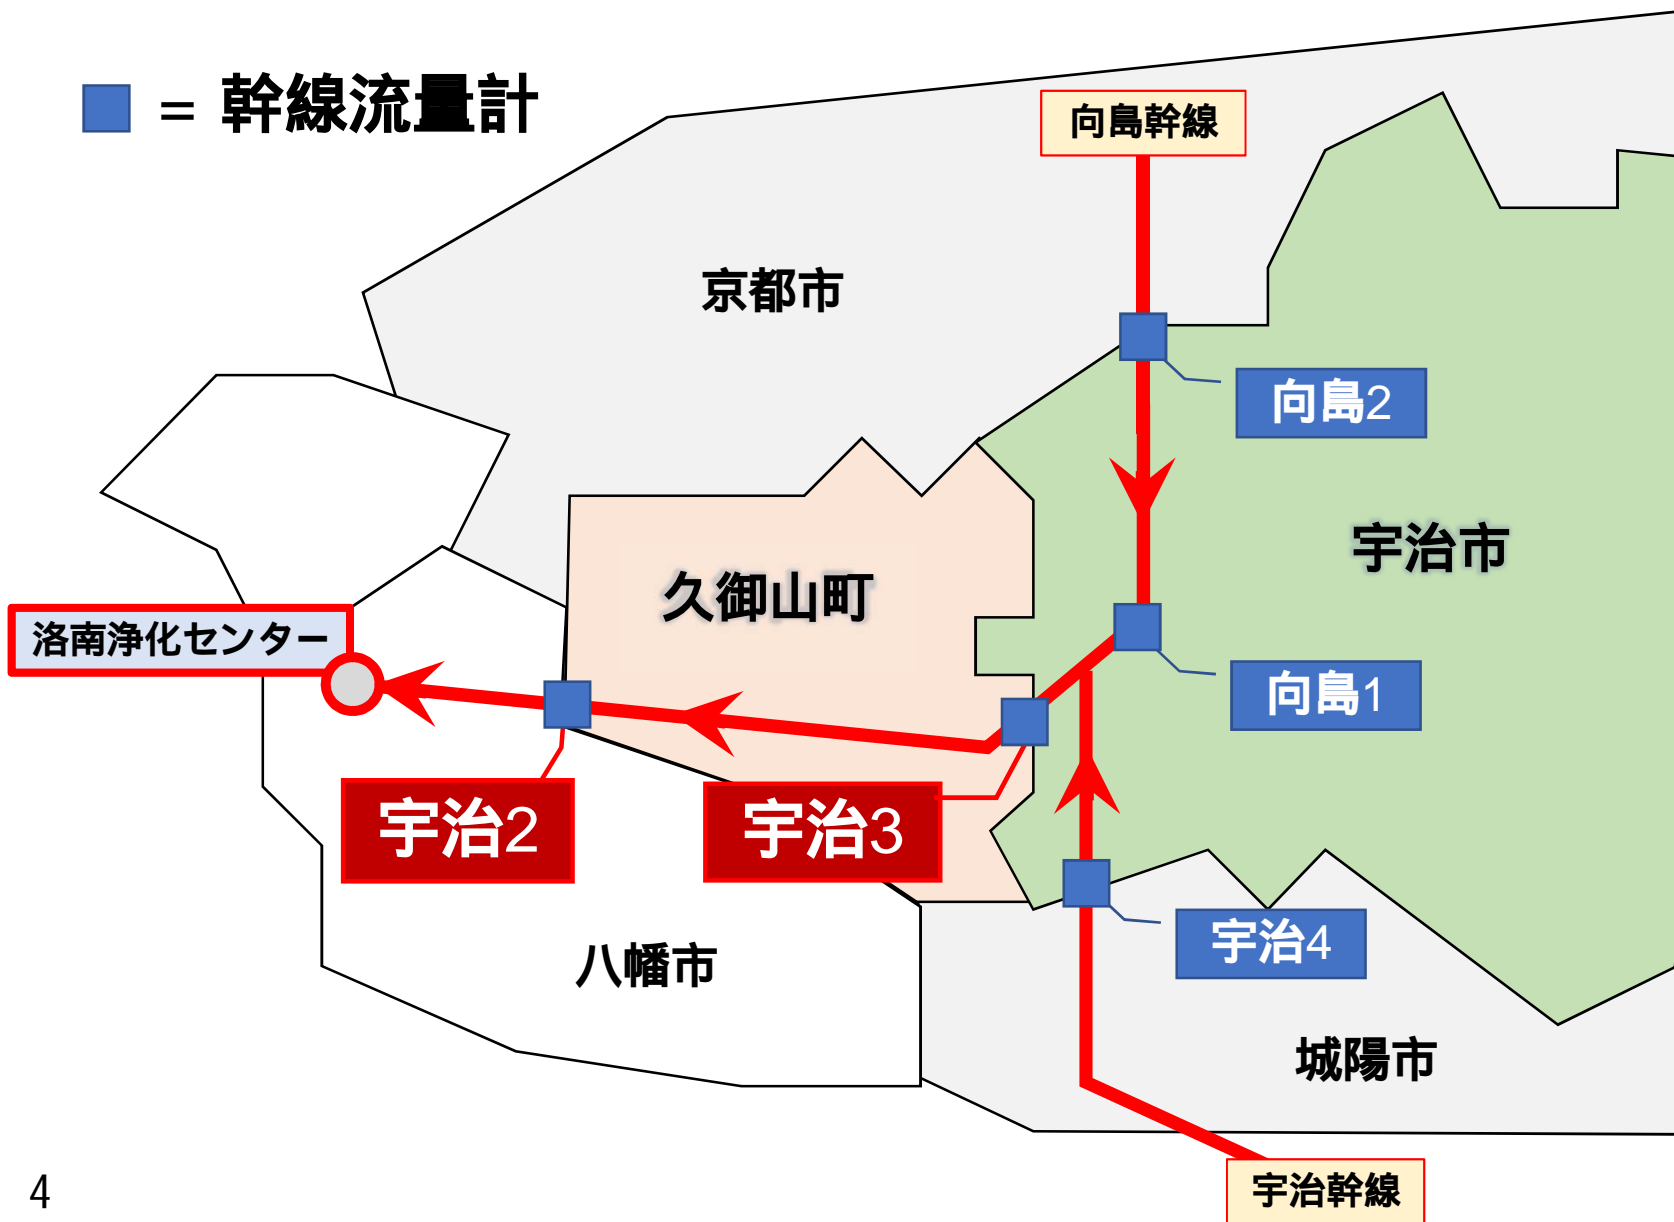 = 幹線流量計
向島幹線
京都市
向島2
宇治市
久御山町
洛南浄化センター
向島1
宇治2
宇治3
宇治4
八幡市
城陽市
宇治幹線
4